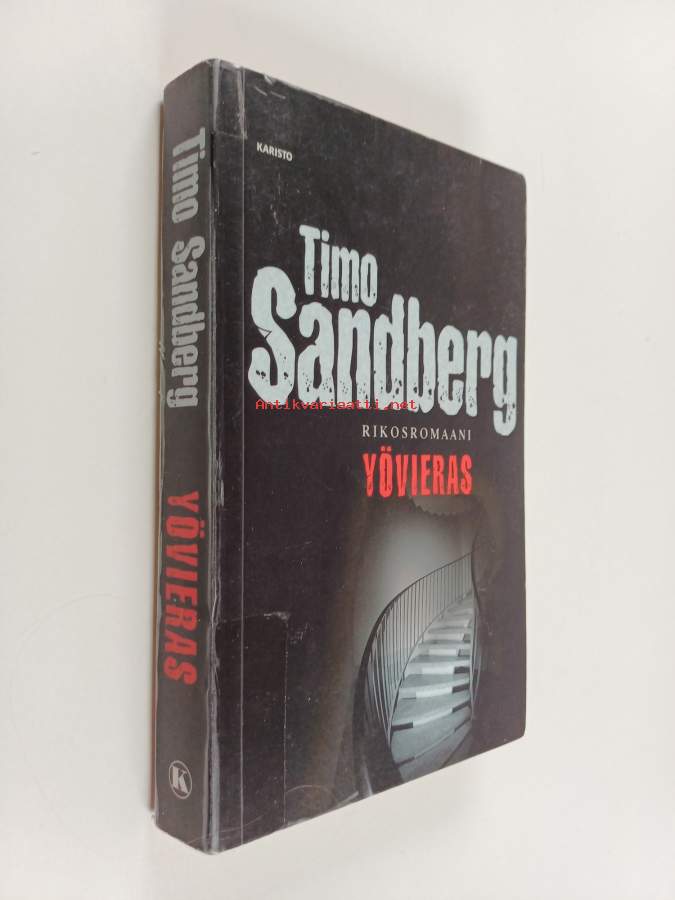 KARISTO
Timo
Sandberg
Antikvariaatti.net
RIKOSROMAANI
YÖVIERAS
Timo Sandberg
YÖVIERAS
K